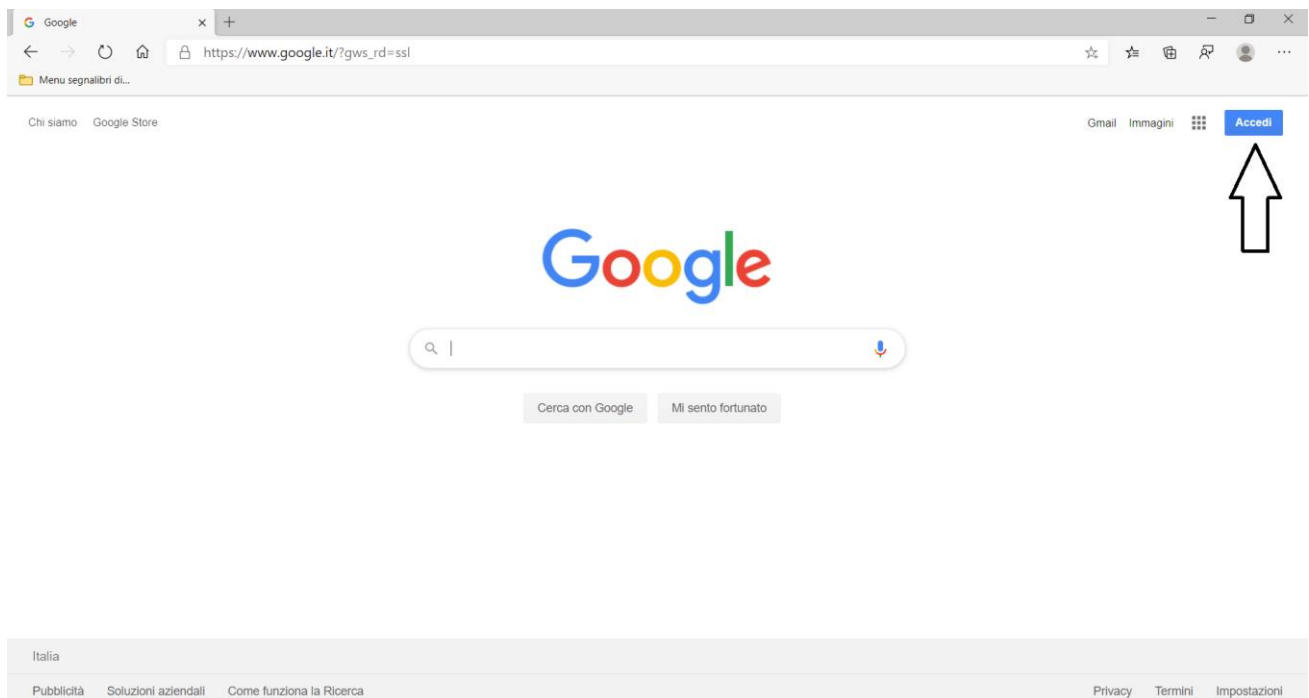 Google
https://www.google.it/?gws_rd=ssl
Menu segnalibri di...
Chi siamo Google Store Gmail Immagini Accedi
Google
Cerca con Google Mi sento fortunato
Italia
Pubblicità Soluzioni aziendali Come funziona la Ricerca Privacy Termini Impostazioni